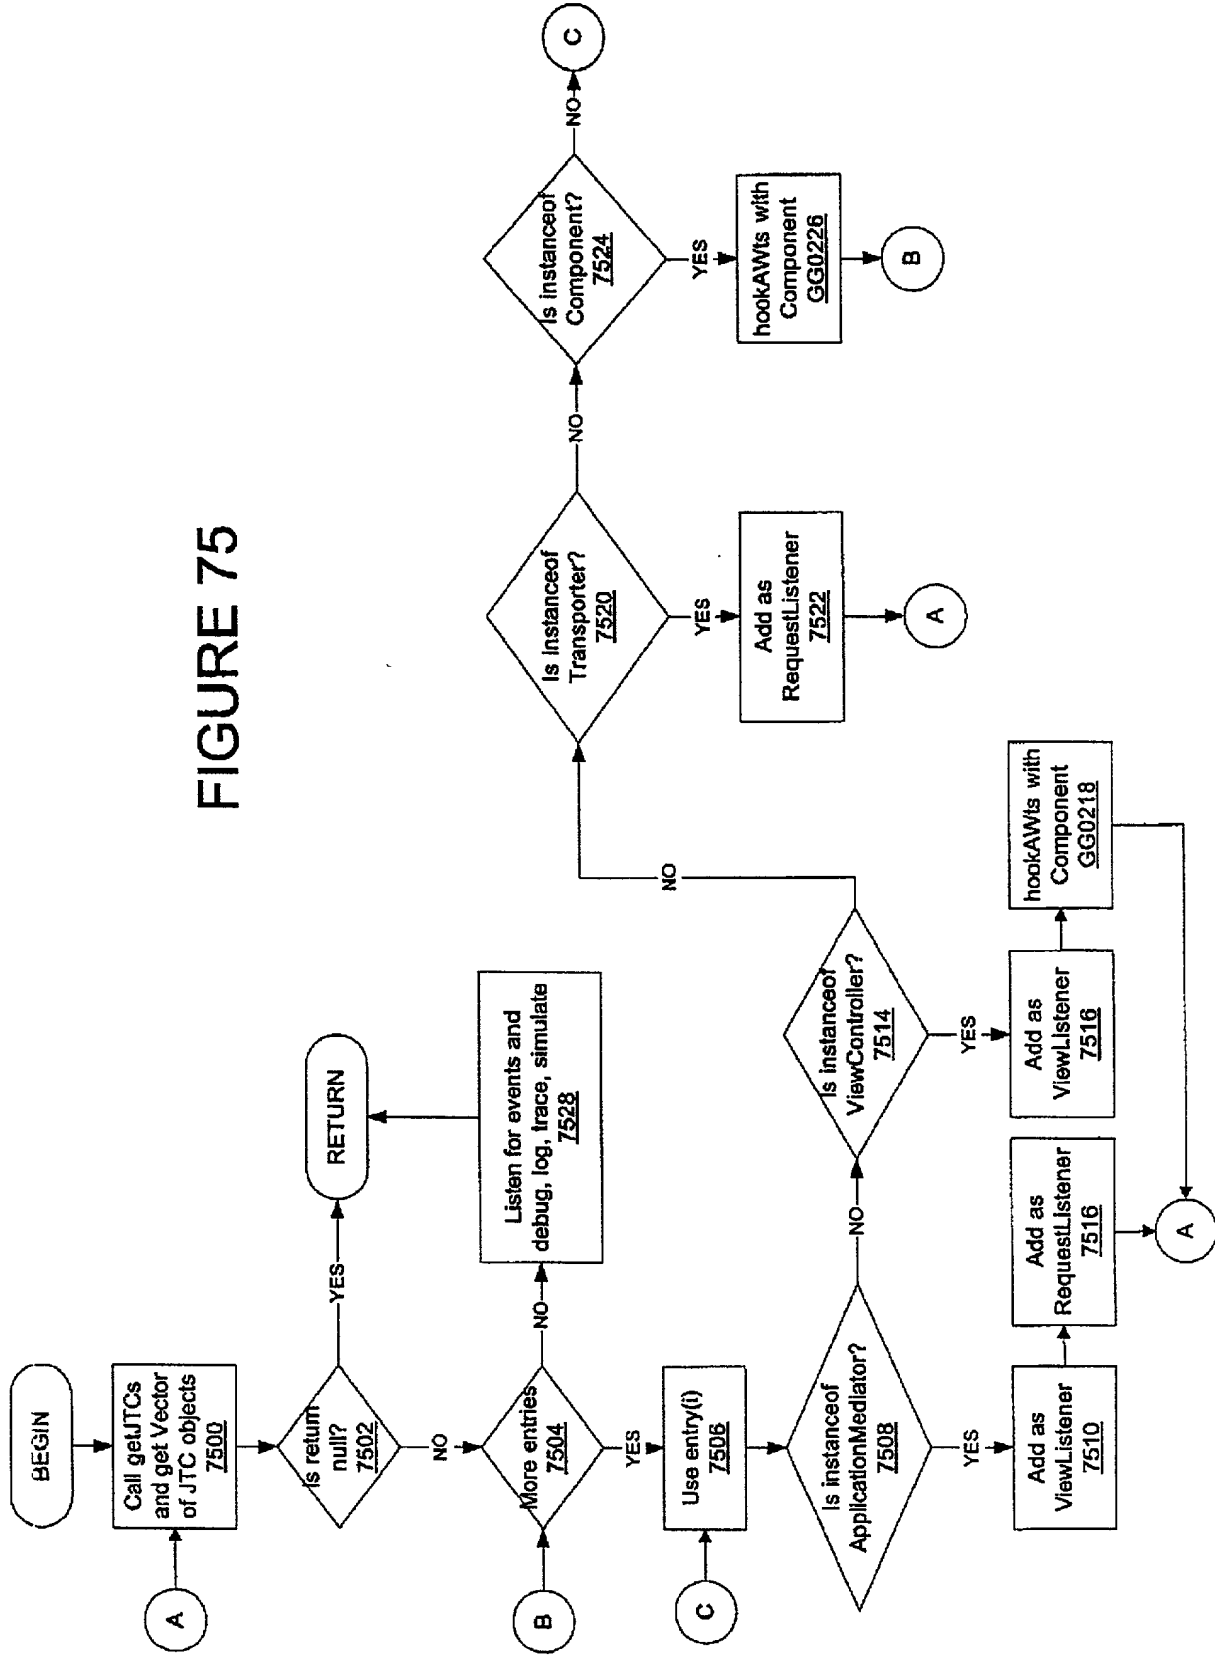 FIGURE 75
BEGIN
A
Call getJTCs
and get Vector
of JTC objects
7500
Is return
null?
7502
YES
RETURN
NO
B
More entries
7504
NO
Listen for events and
debug, log, trace, simulate
7528
YES
C
Use entry(i)
7506
Is instanceof
ApplicationMediator?
7508
YES
Add as
ViewListener
7510
Add as
RequestListener
7516
A
NO
Is instanceof
ViewController?
7514
YES
Add as
ViewListener
7516
hookAWts with
Component
GG0218
NO
Is instanceof
Transporter?
7520
YES
Add as
RequestListener
7522
A
NO
Is instanceof
Component?
7524
YES
hookAWts with
Component
GG0226
B
NO
C